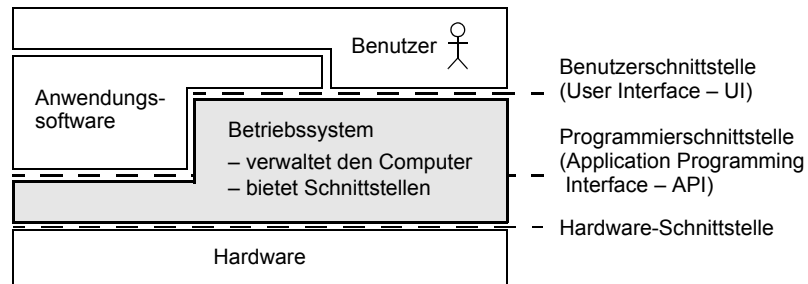 Benutzer
Anwendungs-
software
Betriebssystem
– verwaltet den Computer
– bietet Schnittstellen
Hardware
Benutzerschnittstelle
(User Interface – UI)
Programmierschnittstelle
(Application Programming
Interface – API)
Hardware-Schnittstelle